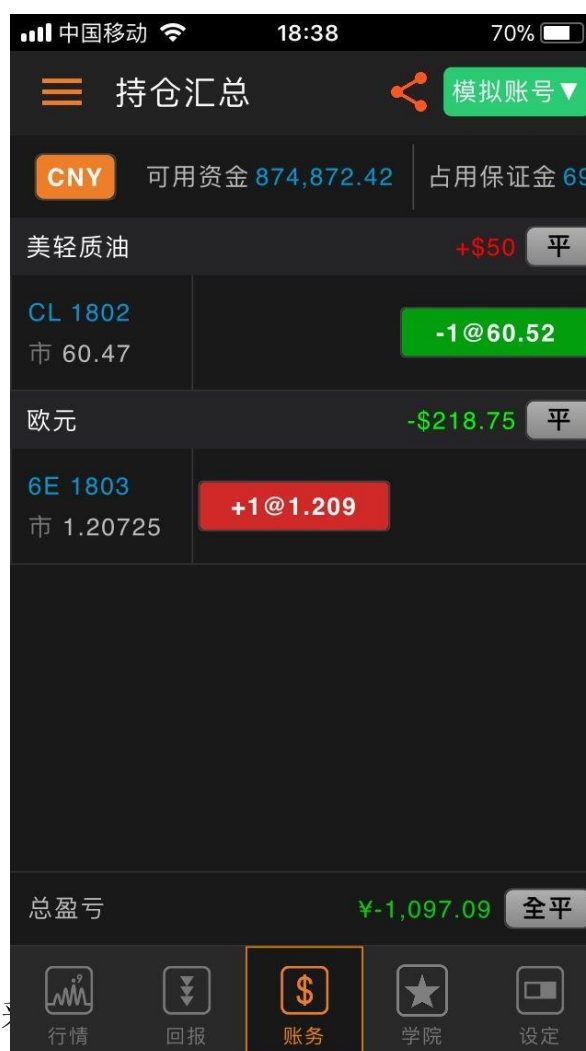 中国移动 18:38 70%
持仓汇总 模拟账号▼
CNY 可用资金 874,872.42 占用保证金 69
美轻质油 +$50 平
CL 1802
市 60.47
-1@60.52
欧元 -$218.75 平
6E 1803
市 1.20725
+1@1.209
总盈亏 ¥-1,097.09 全平
行情 回报 账务 学院 设定